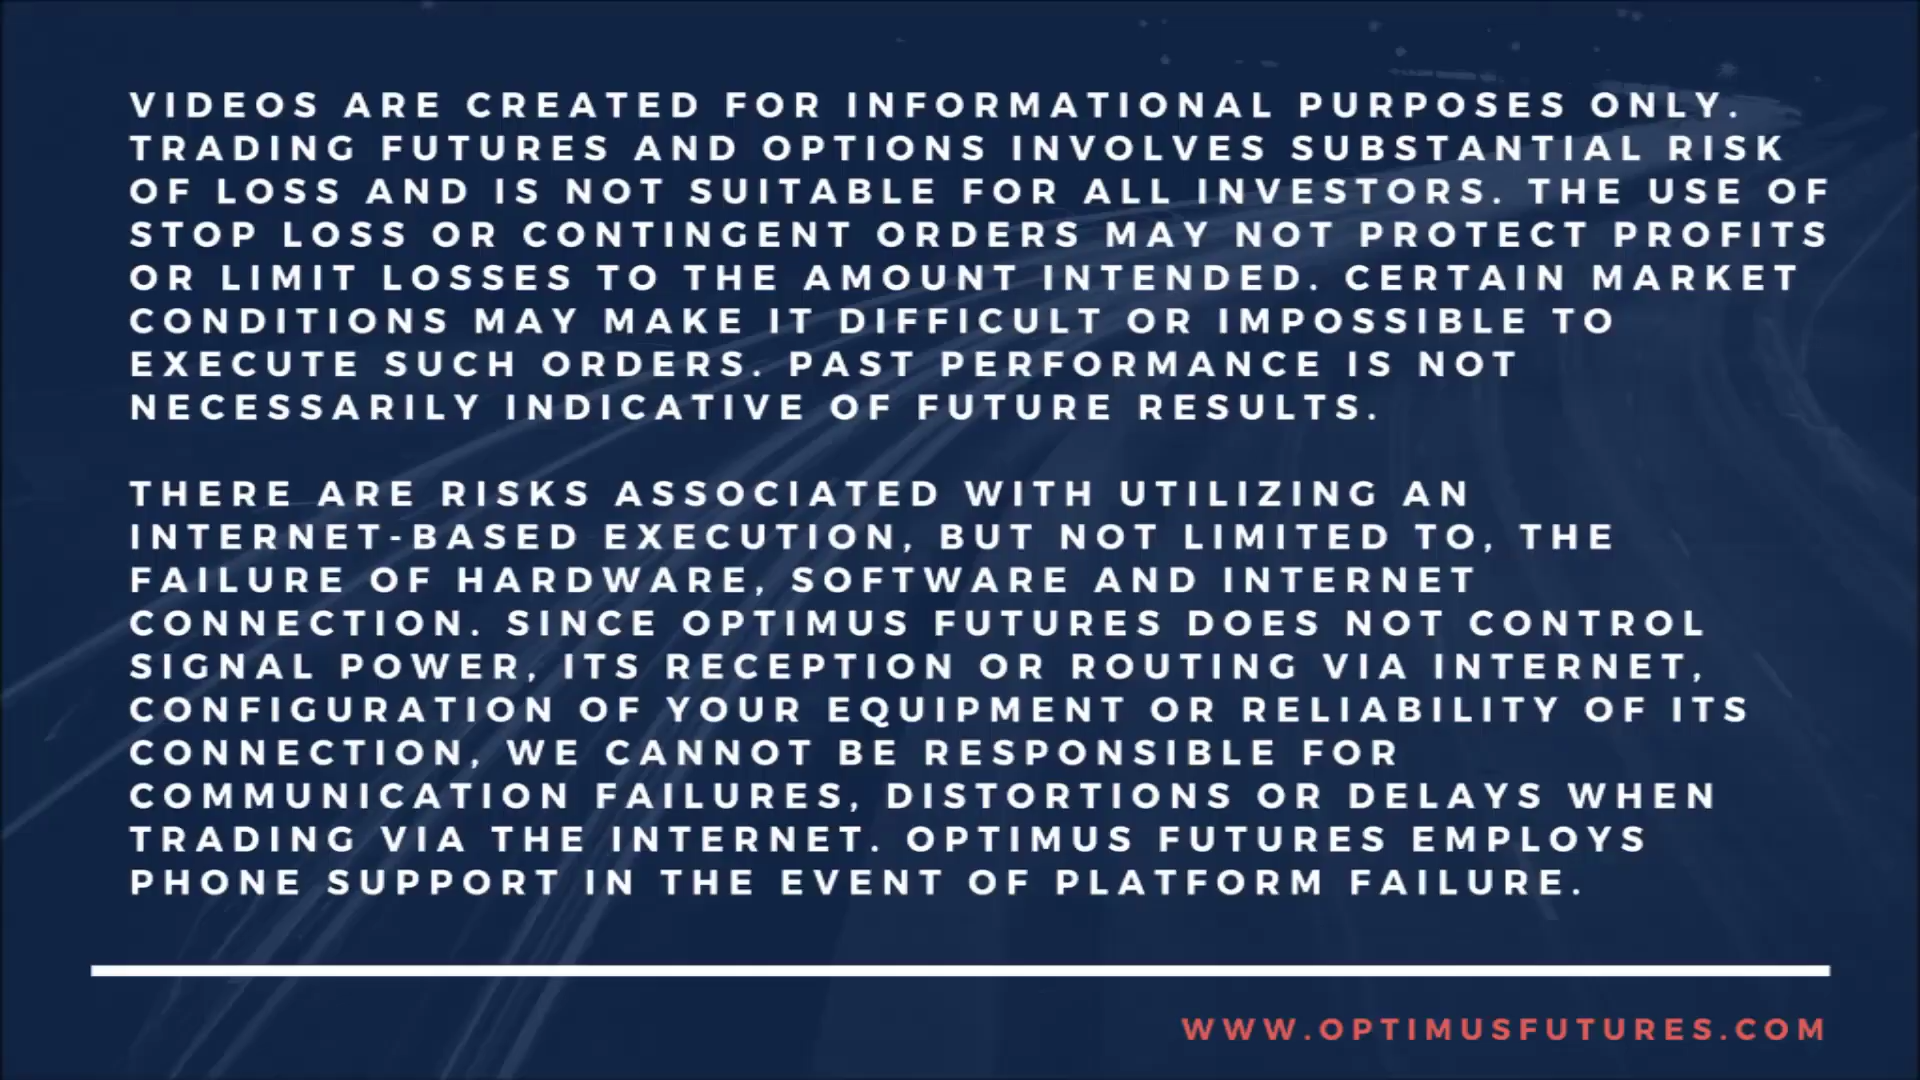 VIDEOS ARE CREATED FOR INFORMATIONAL PURPOSES ONLY.
TRADING FUTURES AND OPTIONS INVOLVES SUBSTANTIAL RISK
OF LOSS AND IS NOT SUITABLE FOR ALL INVESTORS. THE USE OF
STOP LOSS OR CONTINGENT ORDERS MAY NOT PROTECT PROFITS
OR LIMIT LOSSES TO THE AMOUNT INTENDED. CERTAIN MARKET
CONDITIONS MAY MAKE IT DIFFICULT OR IMPOSSIBLE TO
EXECUTE SUCH ORDERS. PAST PERFORMANCE IS NOT
NECESSARILY INDICATIVE OF FUTURE RESULTS.
THERE ARE RISKS ASSOCIATED WITH UTILIZING AN
INTERNET-BASED EXECUTION, BUT NOT LIMITED TO, THE
FAILURE OF HARDWARE, SOFTWARE AND INTERNET
CONNECTION. SINCE OPTIMUS FUTURES DOES NOT CONTROL
SIGNAL POWER, ITS RECEPTION OR ROUTING VIA INTERNET,
CONFIGURATION OF YOUR EQUIPMENT OR RELIABILITY OF ITS
CONNECTION, WE CANNOT BE RESPONSIBLE FOR
COMMUNICATION FAILURES, DISTORTIONS OR DELAYS WHEN
TRADING VIA THE INTERNET. OPTIMUS FUTURES EMPLOYS
PHONE SUPPORT IN THE EVENT OF PLATFORM FAILURE.
WWW.OPTIMUSFUTURES.COM